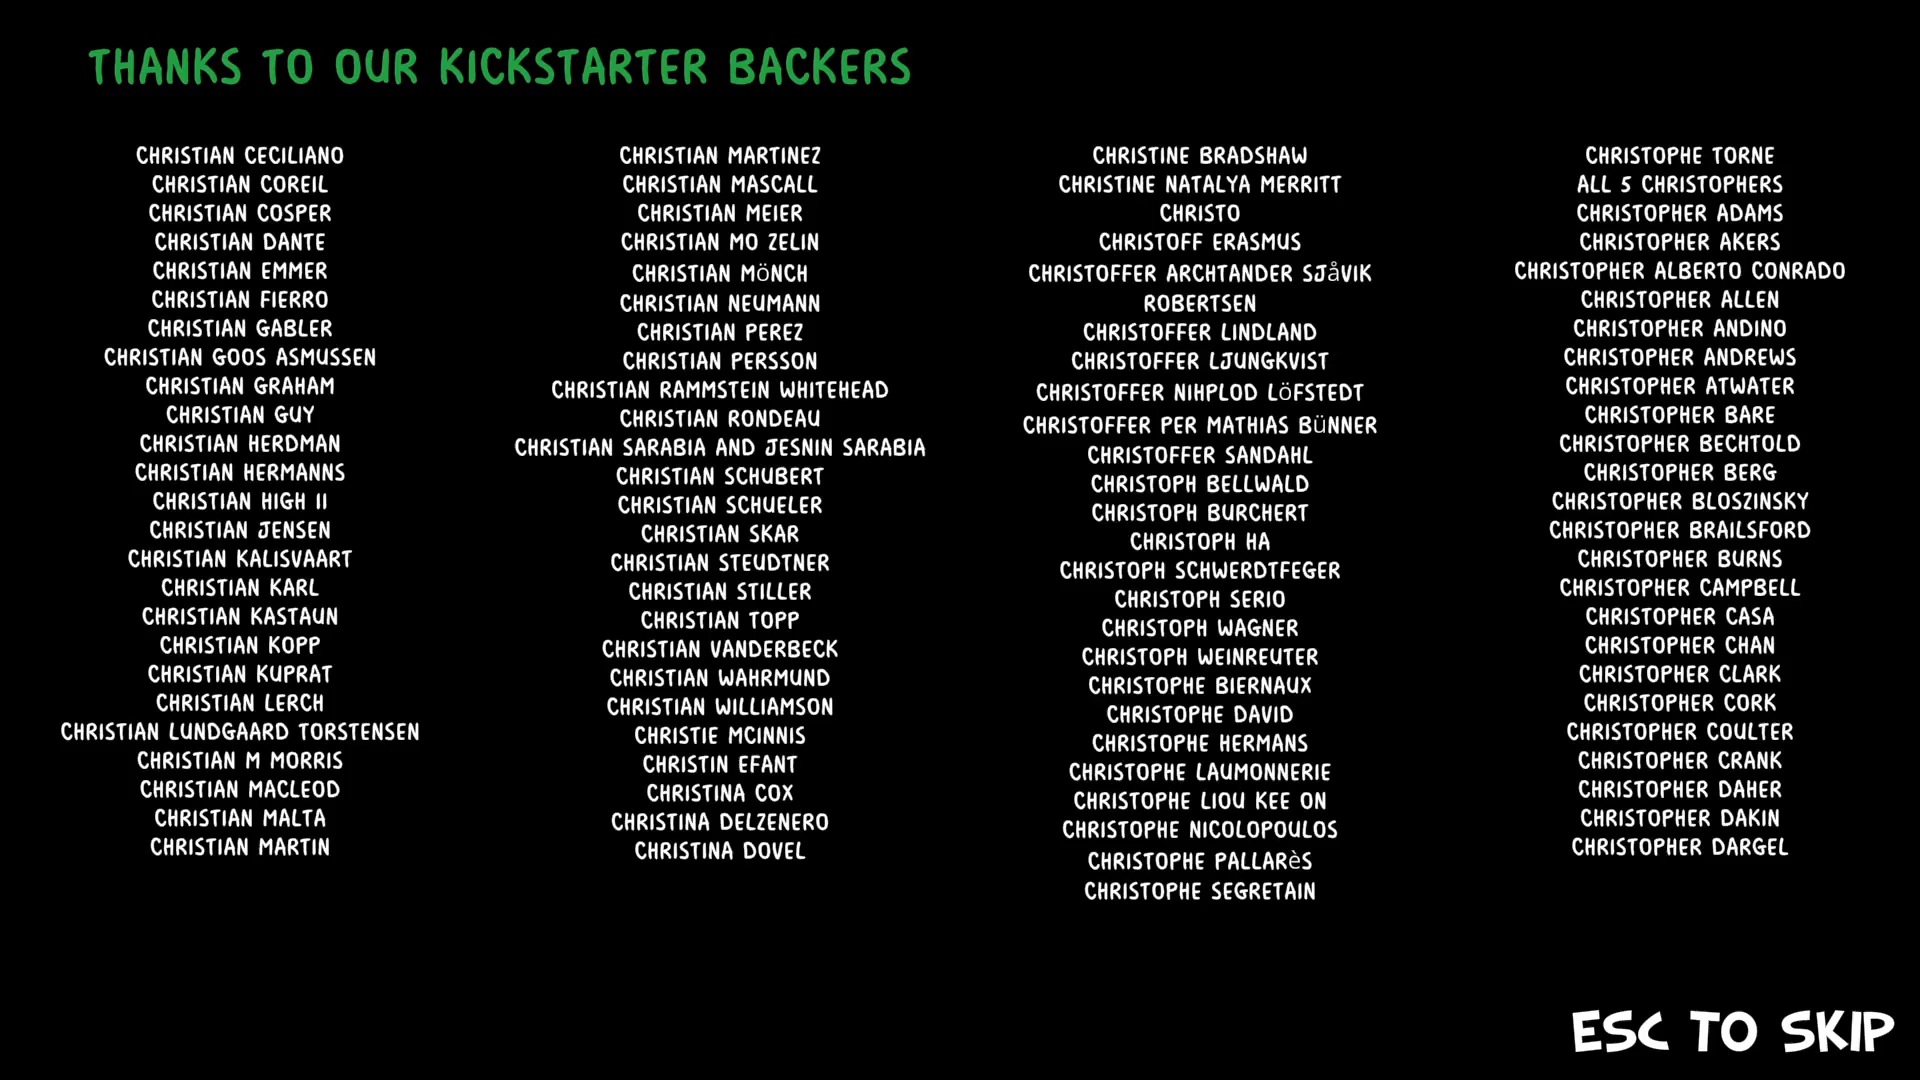 THANKS TO OUR KICKSTARTER BACKERS
CHRISTIAN CECILIANO
CHRISTIAN COREIL
CHRISTIAN COSPER
CHRISTIAN DANTE
CHRISTIAN EMMER
CHRISTIAN FIERRO
CHRISTIAN GABLER
CHRISTIAN GOOS ASMUSSEN
CHRISTIAN GRAHAM
CHRISTIAN GUY
CHRISTIAN HERDMAN
CHRISTIAN HERMANNS
CHRISTIAN HIGH II
CHRISTIAN JENSEN
CHRISTIAN KALISVAART
CHRISTIAN KARL
CHRISTIAN KASTAUN
CHRISTIAN KOPP
CHRISTIAN KUPRAT
CHRISTIAN LERCH
CHRISTIAN LUNDGAARD TORSTENSEN
CHRISTIAN M MORRIS
CHRISTIAN MACLEOD
CHRISTIAN MALTA
CHRISTIAN MARTIN
CHRISTIAN MARTINEZ
CHRISTIAN MASCALL
CHRISTIAN MEIER
CHRISTIAN MO ZELIN
CHRISTIAN MöNCH
CHRISTIAN NEUMANN
CHRISTIAN PEREZ
CHRISTIAN PERSSON
CHRISTIAN RAMMSTEIN WHITEHEAD
CHRISTIAN RONDEAU
CHRISTIAN SARABIA AND JESNIN SARABIA
CHRISTIAN SCHUBERT
CHRISTIAN SCHUELER
CHRISTIAN SKAR
CHRISTIAN STEUDTNER
CHRISTIAN STILLER
CHRISTIAN TOPP
CHRISTIAN VANDERBECK
CHRISTIAN WAHRMUND
CHRISTIAN WILLIAMSON
CHRISTIE MCINNIS
CHRISTIN EFANT
CHRISTINA COX
CHRISTINA DELZENERO
CHRISTINA DOVEL
CHRISTINE BRADSHAW
CHRISTINE NATALYA MERRITT
CHRISTO
CHRISTOFF ERASMUS
CHRISTOFFER ARCHTANDER SJåVIK
ROBERTSEN
CHRISTOFFER LINDLAND
CHRISTOFFER LJUNGKVIST
CHRISTOFFER NIHPLOD LöFSTEDT
CHRISTOFFER PER MATHIAS BüNNER
CHRISTOFFER SANDAHL
CHRISTOPH BELLWALD
CHRISTOPH BURCHERT
CHRISTOPH HA
CHRISTOPH SCHWERDTFEGER
CHRISTOPH SERIO
CHRISTOPH WAGNER
CHRISTOPH WEINREUTER
CHRISTOPHE BIERNAUX
CHRISTOPHE DAVID
CHRISTOPHE HERMANS
CHRISTOPHE LAUMONNERIE
CHRISTOPHE LIOU KEE ON
CHRISTOPHE NICOLOPOULOS
CHRISTOPHE PALLARèS
CHRISTOPHE SEGRETAIN
CHRISTOPHE TORNE
ALL 5 CHRISTOPHERS
CHRISTOPHER ADAMS
CHRISTOPHER AKERS
CHRISTOPHER ALBERTO CONRADO
CHRISTOPHER ALLEN
CHRISTOPHER ANDINO
CHRISTOPHER ANDREWS
CHRISTOPHER ATWATER
CHRISTOPHER BARE
CHRISTOPHER BECHTOLD
CHRISTOPHER BERG
CHRISTOPHER BLOSZINSKY
CHRISTOPHER BRAILSFORD
CHRISTOPHER BURNS
CHRISTOPHER CAMPBELL
CHRISTOPHER CASA
CHRISTOPHER CHAN
CHRISTOPHER CLARK
CHRISTOPHER CORK
CHRISTOPHER COULTER
CHRISTOPHER CRANK
CHRISTOPHER DAHER
CHRISTOPHER DAKIN
CHRISTOPHER DARGEL
ESC TO SKIP